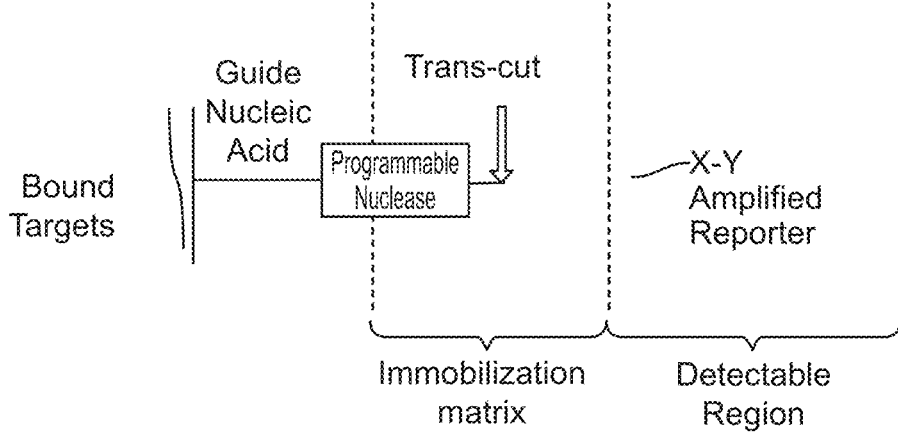 Guide
Nucleic
Acid
Trans-cut
Bound
Targets
Programmable
Nuclease
X-Y
Amplified
Reporter
Immobilization
matrix
Detectable
Region